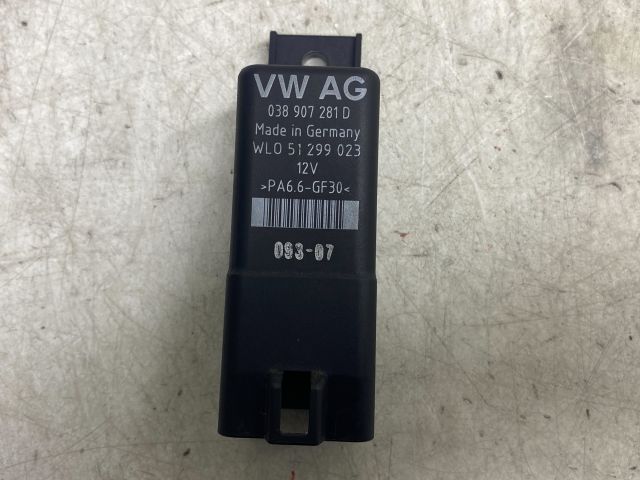 VW AG
038 907 281 D
Made in Germany
WLO 51 299 023
12V
>PA6.6-GF30<
093-07